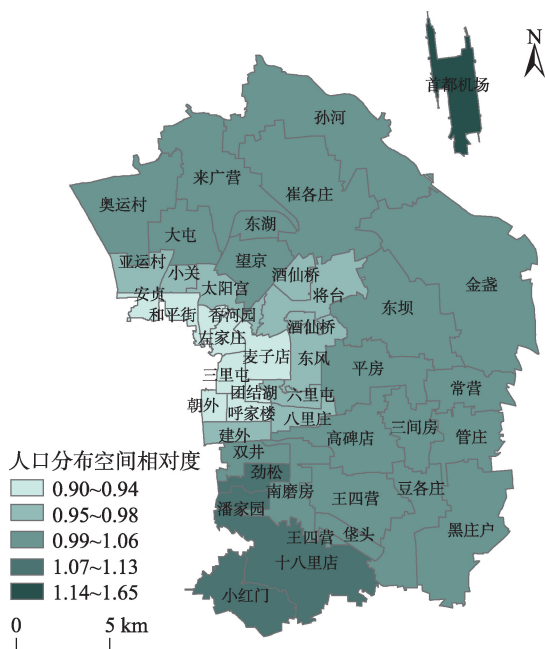 N
首都机场
孙河
来广营
崔各庄
奥运村
东湖
大屯
亚运村
望京
酒仙桥
小关
金盏
太阳宫
将台
安贞
东坝
和平街
香河园
酒仙桥
左家庄
麦子店
东风
三里屯
平房
团结湖
六里屯
常营
朝外
呼家楼
八里庄
三间房
建外
高碑店
管庄
双井
劲松
豆各庄
南磨房
王四营
潘家园
黑庄户
王四营
垡头
十八里店
小红门
人口分布空间相对度
0.90~0.94
0.95~0.98
0.99~1.06
1.07~1.13
1.14~1.65
0 5 km